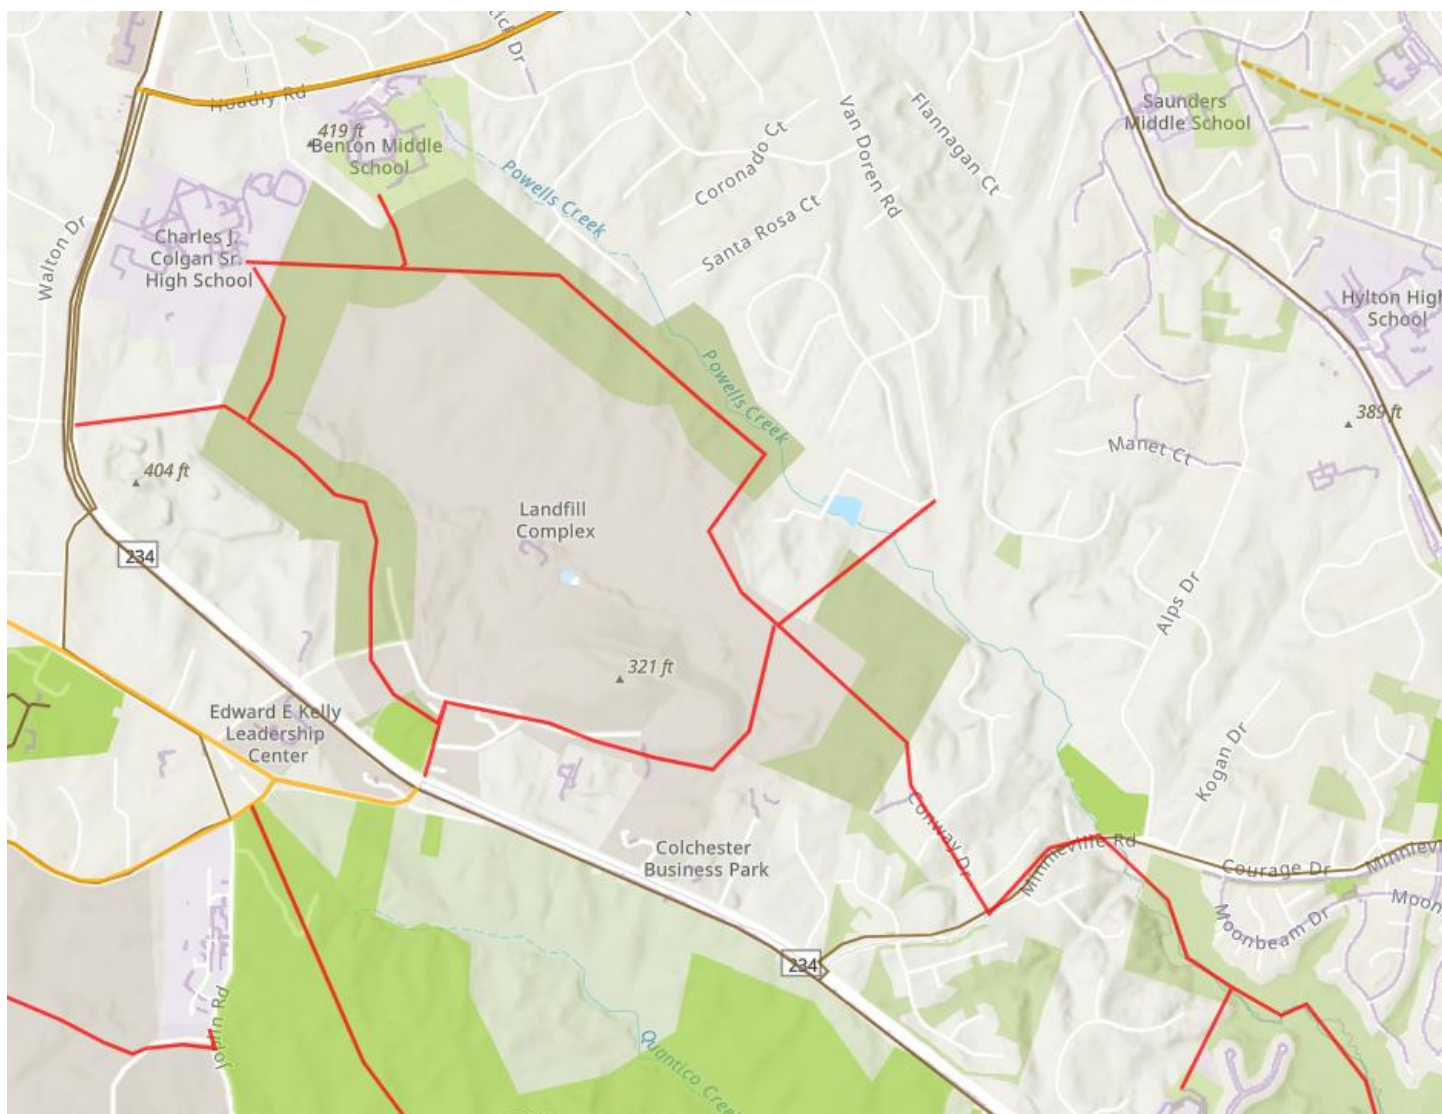 Hoadly Rd
419 ft
Benton Middle
School
Saunders
Middle School
Van Doren Rd
Flannagan Ct
Coronado Ct
Powells Creek
Santa Rosa Ct
Walton Dr
Charles J.
Colgan Sr.
High School
Hylton High
School
Powells Creek
389 ft
Manet Ct
404 ft
Landfill
Complex
234
Alps Dr
321 ft
Edward E Kelly
Leadership
Center
Kogan Dr
Conway Dr
Minnieville Rd
Colchester
Business Park
Courage Dr
Minniev
Moon
Moonbeam Dr
234
Joplin Rd
Quantico Creek